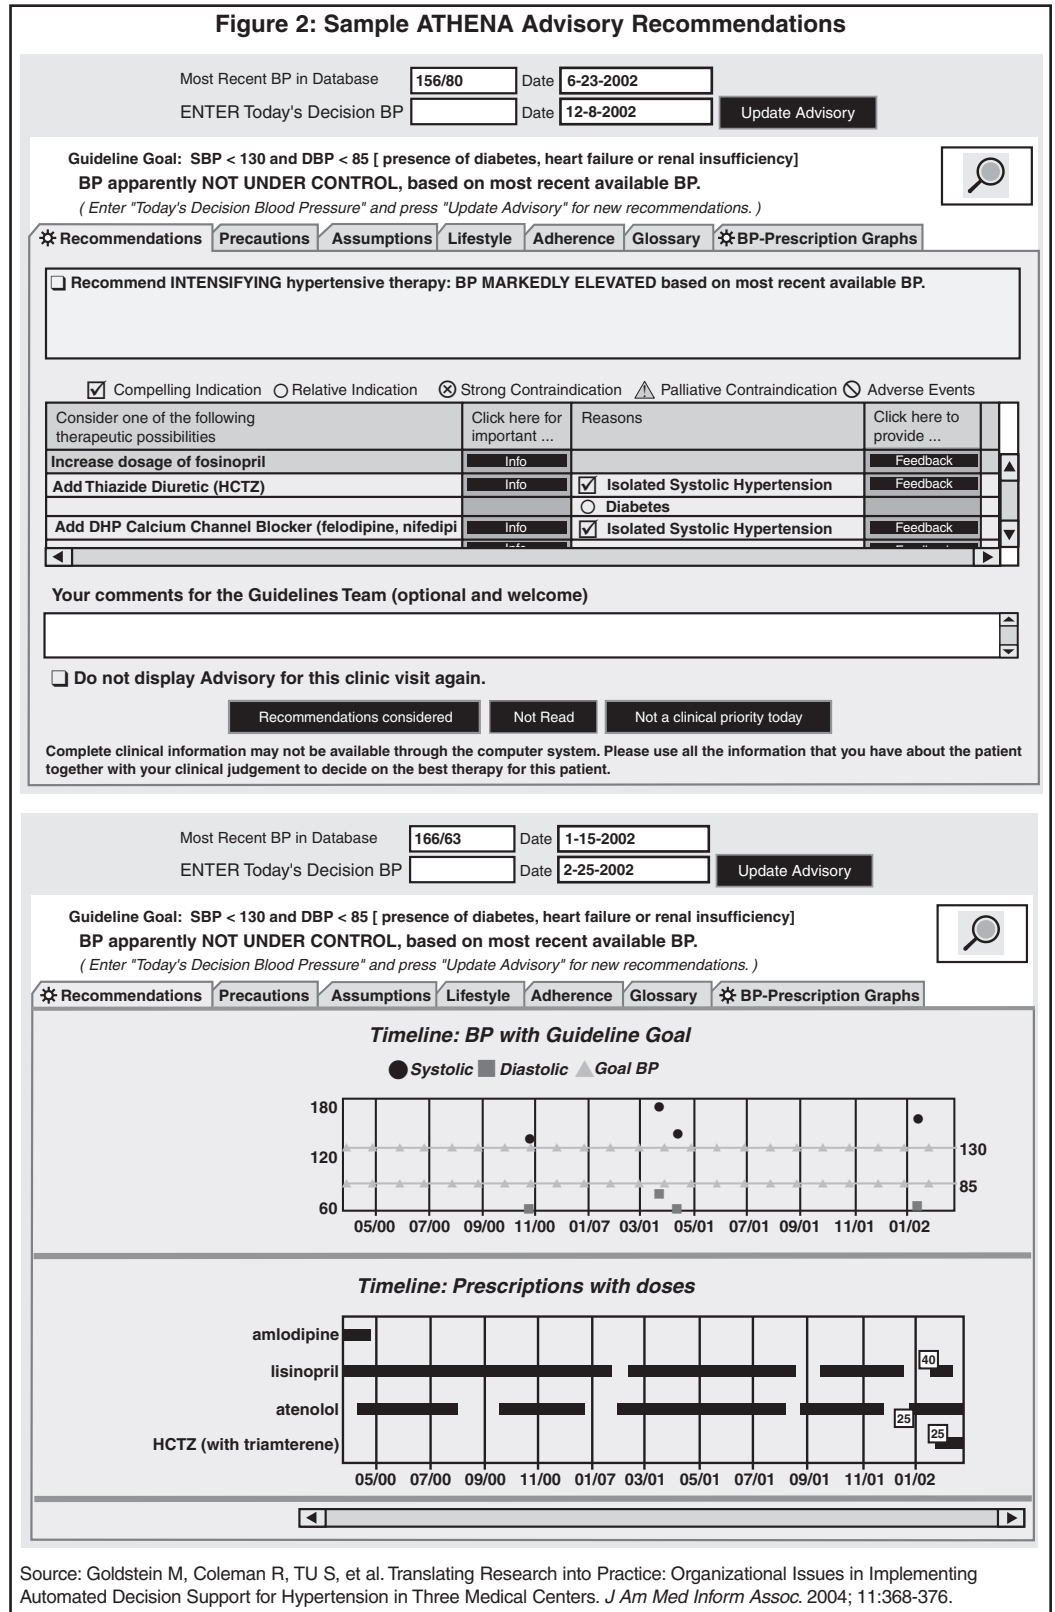 Figure 2: Sample ATHENA Advisory Recommendations
Most Recent BP in Database 156/80 Date 6-23-2002
ENTER Today's Decision BP Date 12-8-2002 Update Advisory
Guideline Goal: SBP < 130 and DBP < 85 [ presence of diabetes, heart failure or renal insufficiency]
BP apparently NOT UNDER CONTROL, based on most recent available BP.
( Enter "Today's Decision Blood Pressure" and press "Update Advisory" for new recommendations. )
Recommendations Precautions Assumptions Lifestyle Adherence Glossary BP-Prescription Graphs
Recommend INTENSIFYING hypertensive therapy: BP MARKEDLY ELEVATED based on most recent available BP.
Compelling Indication Relative Indication Strong Contraindication Palliative Contraindication Adverse Events
Consider one of the following Click here for Reasons Click here to
therapeutic possibilities important ... provide ...
Increase dosage of fosinopril Info Feedback
Add Thiazide Diuretic (HCTZ) Info Isolated Systolic Hypertension Feedback
Diabetes
Add DHP Calcium Channel Blocker (felodipine, nifedipi Info Isolated Systolic Hypertension Feedback
Info Feedback
Your comments for the Guidelines Team (optional and welcome)
Do not display Advisory for this clinic visit again.
Recommendations considered Not Read Not a clinical priority today
Complete clinical information may not be available through the computer system. Please use all the information that you have about the patient
together with your clinical judgement to decide on the best therapy for this patient.
Most Recent BP in Database 166/63 Date 1-15-2002
ENTER Today's Decision BP Date 2-25-2002 Update Advisory
Guideline Goal: SBP < 130 and DBP < 85 [ presence of diabetes, heart failure or renal insufficiency]
BP apparently NOT UNDER CONTROL, based on most recent available BP.
( Enter "Today's Decision Blood Pressure" and press "Update Advisory" for new recommendations. )
Recommendations Precautions Assumptions Lifestyle Adherence Glossary BP-Prescription Graphs
Timeline: BP with Guideline Goal
Systolic Diastolic Goal BP
180
130
120
85
60
05/00 07/00 09/00 11/00 01/07 03/01 05/01 07/01 09/01 11/01 01/02
Timeline: Prescriptions with doses
amlodipine
lisinopril 40
atenolol 25
HCTZ (with triamterene) 25
05/00 07/00 09/00 11/00 01/07 03/01 05/01 07/01 09/01 11/01 01/02
Source: Goldstein M, Coleman R, TU S, et al. Translating Research into Practice: Organizational Issues in Implementing
Automated Decision Support for Hypertension in Three Medical Centers. J Am Med Inform Assoc. 2004; 11:368-376.